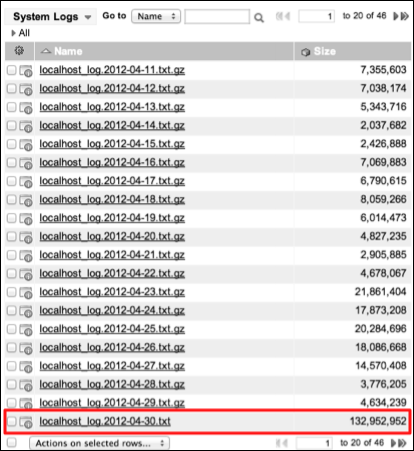 System Logs Go to Name 1 to 20 of 46
All
Name Size
localhost_log.2012-04-11.txt.gz 7,355,603
localhost_log.2012-04-12.txt.gz 7,038,174
localhost_log.2012-04-13.txt.gz 5,343,716
localhost_log.2012-04-14.txt.gz 2,037,682
localhost_log.2012-04-15.txt.gz 2,426,888
localhost_log.2012-04-16.txt.gz 7,069,883
localhost_log.2012-04-17.txt.gz 6,790,615
localhost_log.2012-04-18.txt.gz 8,059,266
localhost_log.2012-04-19.txt.gz 6,014,473
localhost_log.2012-04-20.txt.gz 4,827,235
localhost_log.2012-04-21.txt.gz 2,905,885
localhost_log.2012-04-22.txt.gz 4,678,067
localhost_log.2012-04-23.txt.gz 21,861,404
localhost_log.2012-04-24.txt.gz 17,873,208
localhost_log.2012-04-25.txt.gz 20,284,696
localhost_log.2012-04-26.txt.gz 18,086,668
localhost_log.2012-04-27.txt.gz 14,570,408
localhost_log.2012-04-28.txt.gz 3,776,205
localhost_log.2012-04-29.txt.gz 4,634,239
localhost_log.2012-04-30.txt 132,952,952
Actions on selected rows... 1 to 20 of 46